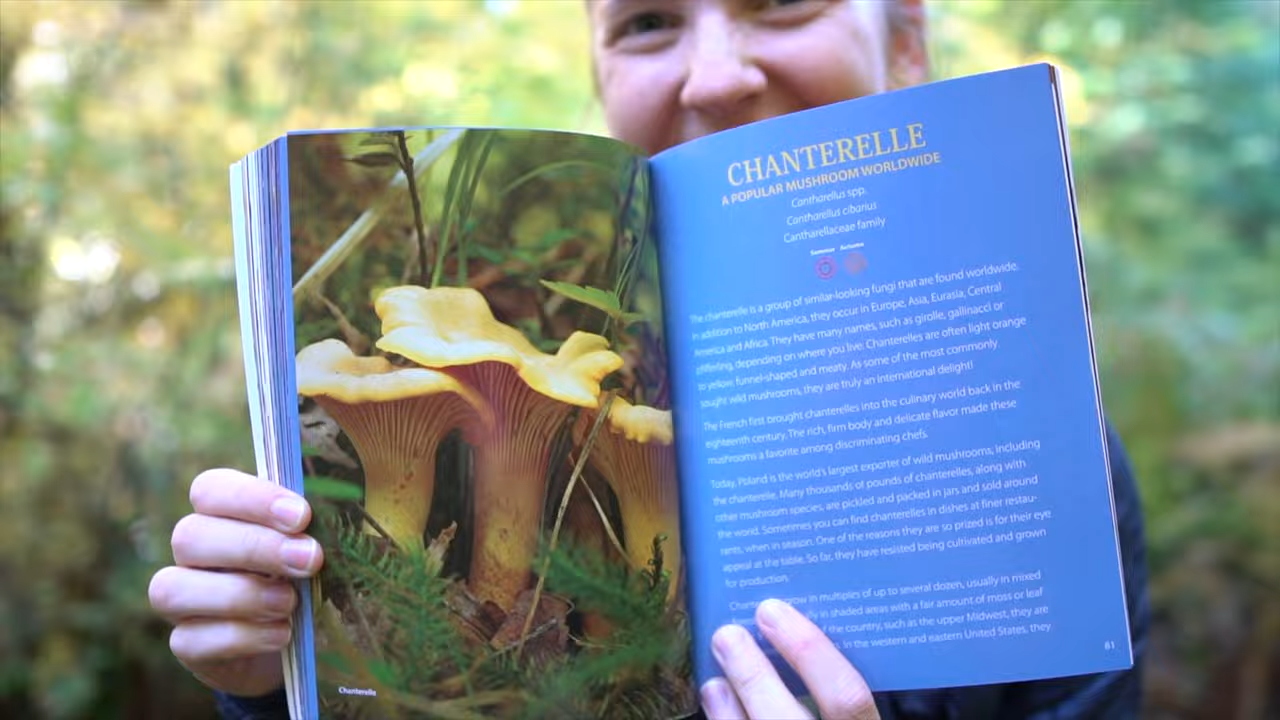 Chanterelle
CHANTERELLE
A POPULAR MUSHROOM WORLDWIDE
Cantharellus spp.
Cantharellus cibarius
Cantharellaceae family
Summer Autumn
The chanterelle is a group of similar-looking fungi that are found worldwide.
In addition to North America, they occur in Europe, Asia, Eurasia, Central
America and Africa. They have many names, such as girolle, gallinacci or
pfifferling, depending on where you live. Chanterelles are often light orange
to yellow, funnel-shaped and meaty. As some of the most commonly
sought wild mushrooms, they are truly an international delight!
The French first brought chanterelles into the culinary world back in the
eighteenth century. The rich, firm body and delicate flavor made these
mushrooms a favorite among discriminating chefs.
Today, Poland is the world's largest exporter of wild mushrooms, including
the chanterelle. Many thousands of pounds of chanterelles, along with
other mushroom species, are pickled and packed in jars and sold around
the world. Sometimes you can find chanterelles in dishes at finer restau-
rants, when in season. One of the reasons they are so prized is for their eye
appeal at the table. So far, they have resisted being cultivated and grown
for production.
grow in multiples of up to several dozen, usually in mixed
in shaded areas with a fair amount of moss or leaf
the country, such as the upper Midwest, they are
In the western and eastern United States, they
81